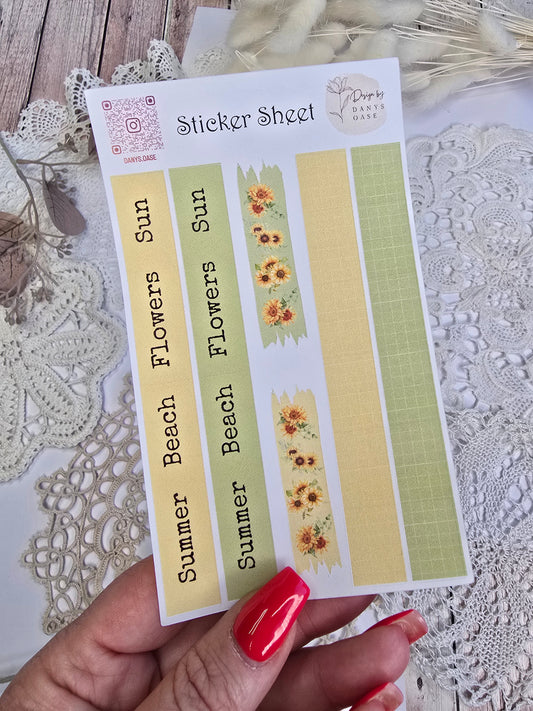 Sticker Sheet
Design by
DANYS
OASE
DANYS.OASE
Summer Beach Flowers Sun
Summer Beach Flowers Sun